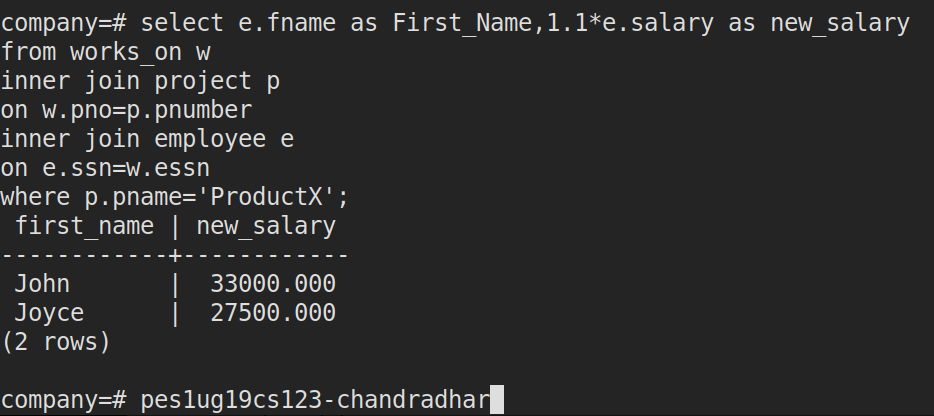 company=# select e.fname as First_Name,1.1*e.salary as new_salary
from works_on w
inner join project p
on w.pno=p.pnumber
inner join employee e
on e.ssn=w.essn
where p.pname='ProductX';
 first_name | new_salary
------------+------------
 John       |  33000.000
 Joyce      |  27500.000
(2 rows)

company=# pes1ug19cs123-chandradhar